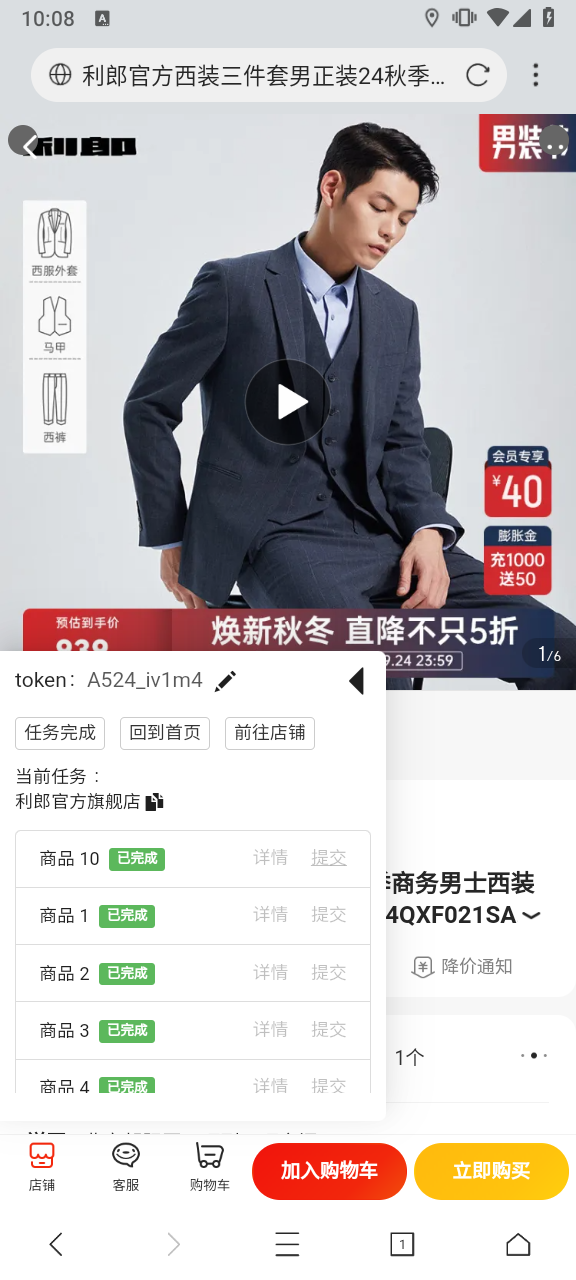 10:08
A
利郎官方西装三件套男正装24秋季...
利郎
男装节
西服外套
马甲
西裤
会员专享
¥40
膨胀金
充1000
送50
预估到手价
焕新秋冬 直降不只5折
9.24 23:59
1/6
token: A524_iv1m4
任务完成 回到首页 前往店铺
当前任务：
利郎官方旗舰店
商品 10 已完成 详情 提交
商品 1 已完成 详情 提交
商品 2 已完成 详情 提交
商品 3 已完成 详情 提交
商品 4 已完成 详情 提交
商务男士西装
4QXF021SA
降价通知
1个
店铺 客服 购物车 加入购物车 立即购买
1